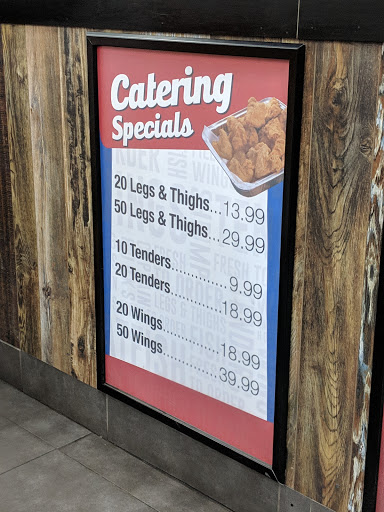 Catering
Specials
20 Legs & Thighs...13.99
50 Legs & Thighs...29.99
10 Tenders.............9.99
20 Tenders...........18.99
20 Wings..............18.99
50 Wings..............39.99